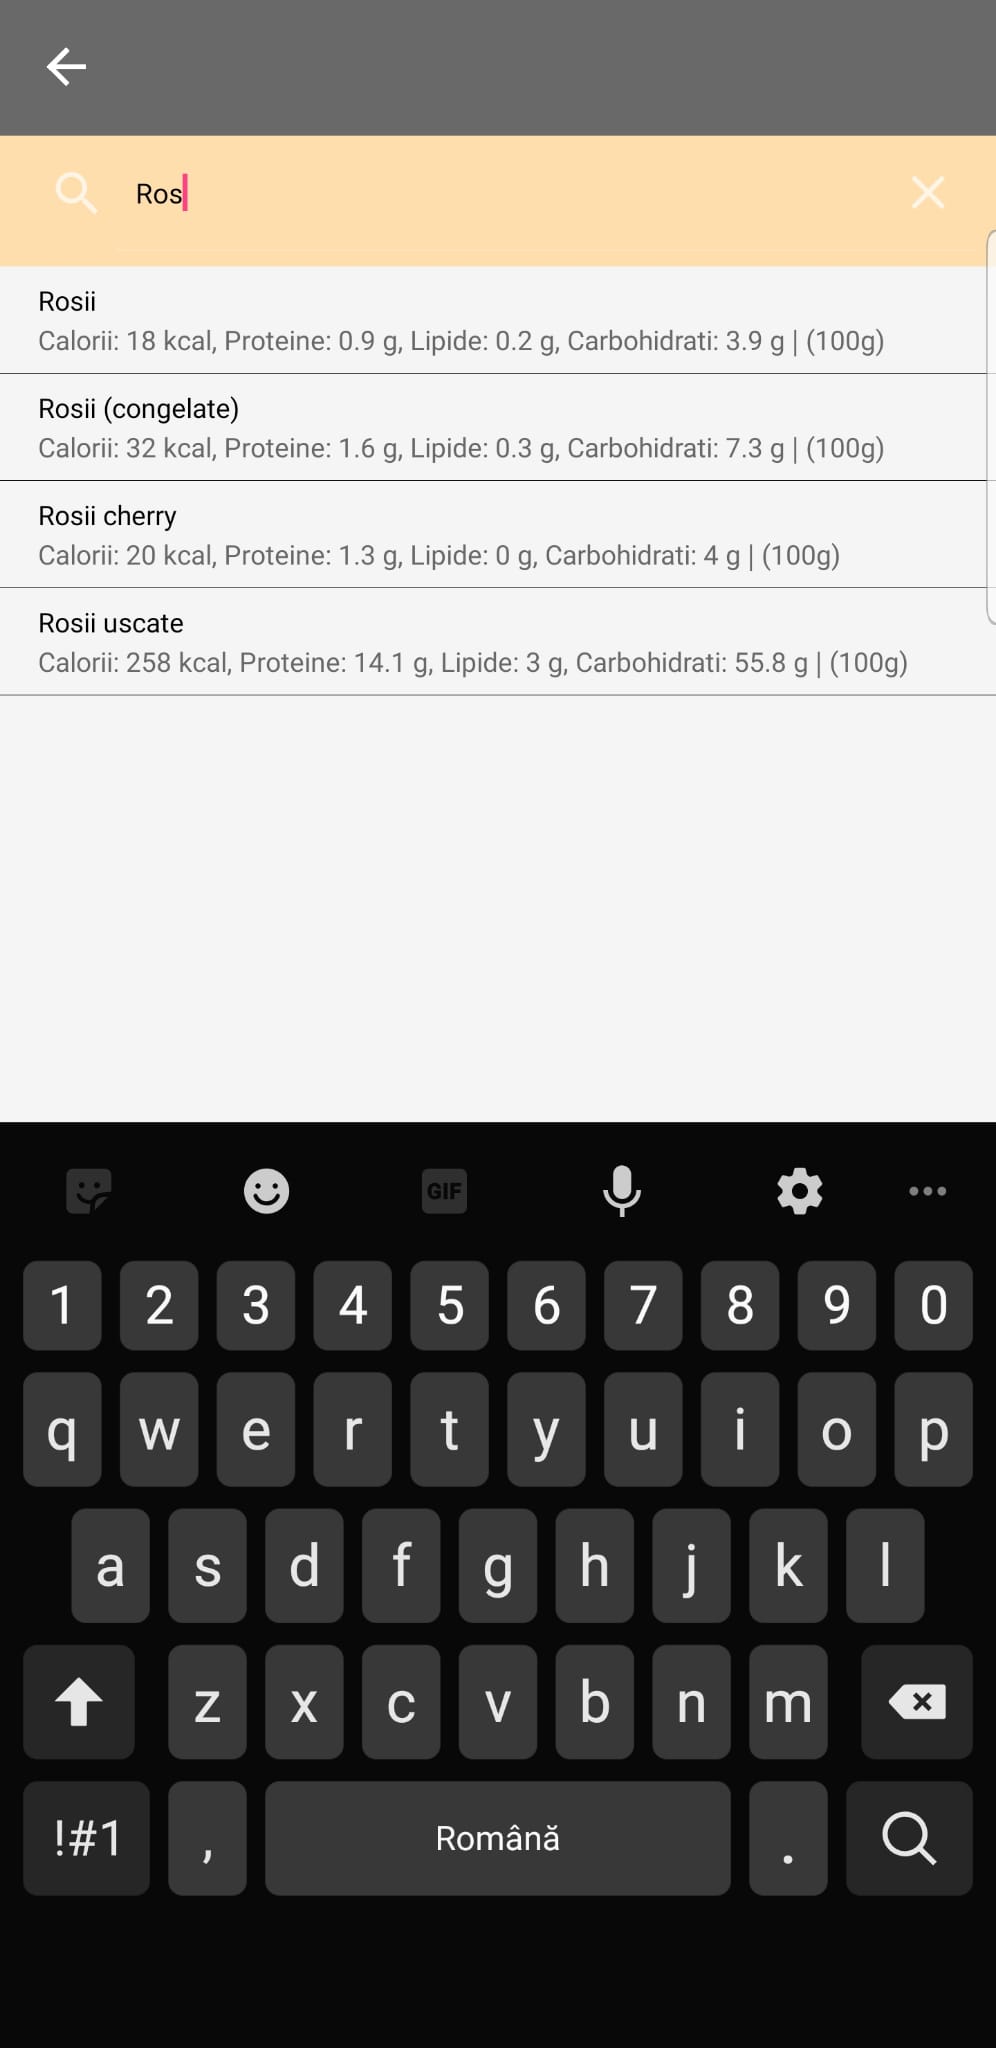 Ros
Rosii
Calorii: 18 kcal, Proteine: 0.9 g, Lipide: 0.2 g, Carbohidrati: 3.9 g | (100g)
Rosii (congelate)
Calorii: 32 kcal, Proteine: 1.6 g, Lipide: 0.3 g, Carbohidrati: 7.3 g | (100g)
Rosii cherry
Calorii: 20 kcal, Proteine: 1.3 g, Lipide: 0 g, Carbohidrati: 4 g | (100g)
Rosii uscate
Calorii: 258 kcal, Proteine: 14.1 g, Lipide: 3 g, Carbohidrati: 55.8 g | (100g)
GIF
1 2 3 4 5 6 7 8 9 0
q w e r t y u i o p
a s d f g h j k l
z x c v b n m
!#1 , Română .